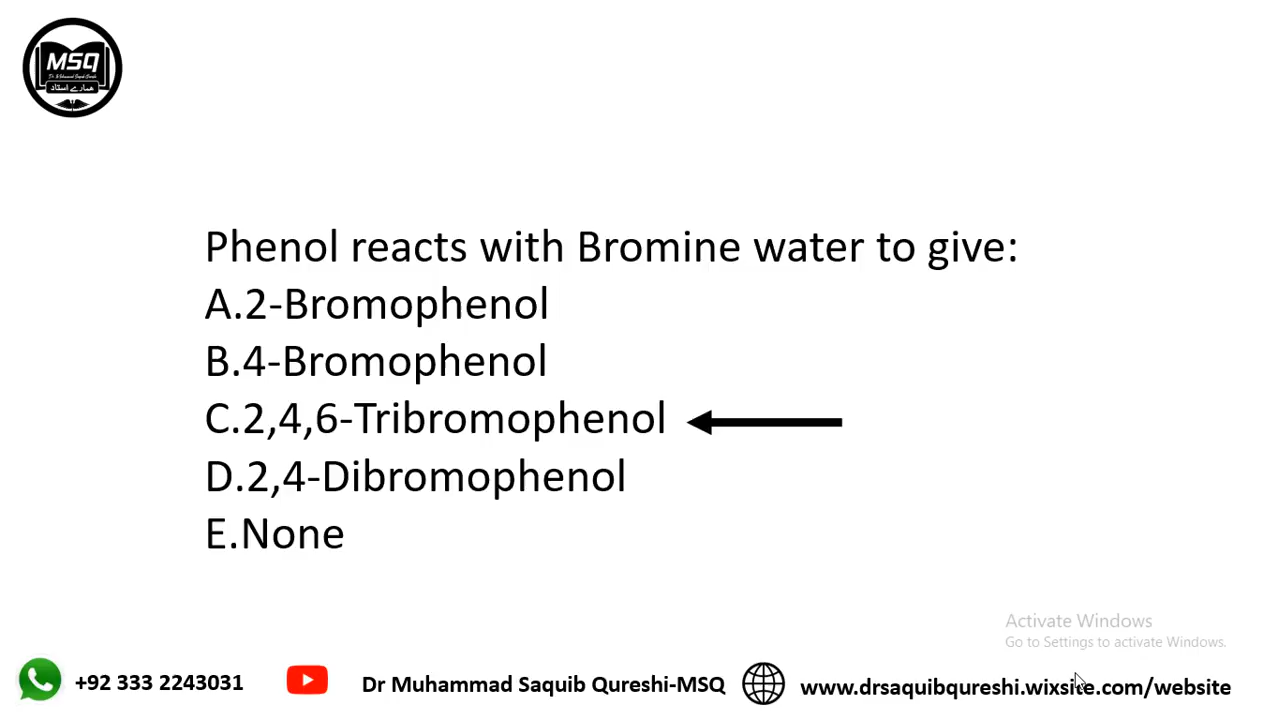 MSQ
ہمارے استاد
Phenol reacts with Bromine water to give:
A.2-Bromophenol
B.4-Bromophenol
C.2,4,6-Tribromophenol
D.2,4-Dibromophenol
E.None
Activate Windows
Go to Settings to activate Windows.
+92 333 2243031
Dr Muhammad Saquib Qureshi-MSQ
www.drsaquibqureshi.wixsite.com/website